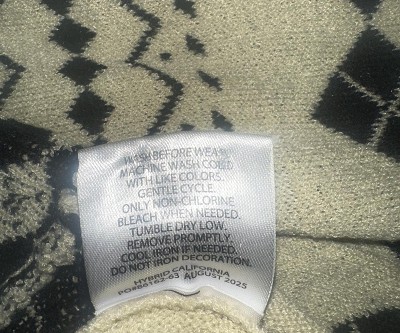 WASH BEFORE WEAR.
MACHINE WASH COLD
WITH LIKE COLORS.
GENTLE CYCLE.
ONLY NON-CHLORINE
BLEACH WHEN NEEDED.
TUMBLE DRY LOW.
REMOVE PROMPTLY.
COOL IRON IF NEEDED.
DO NOT IRON DECORATION.
HYBRID CALIFORNIA
AUGUST 2025